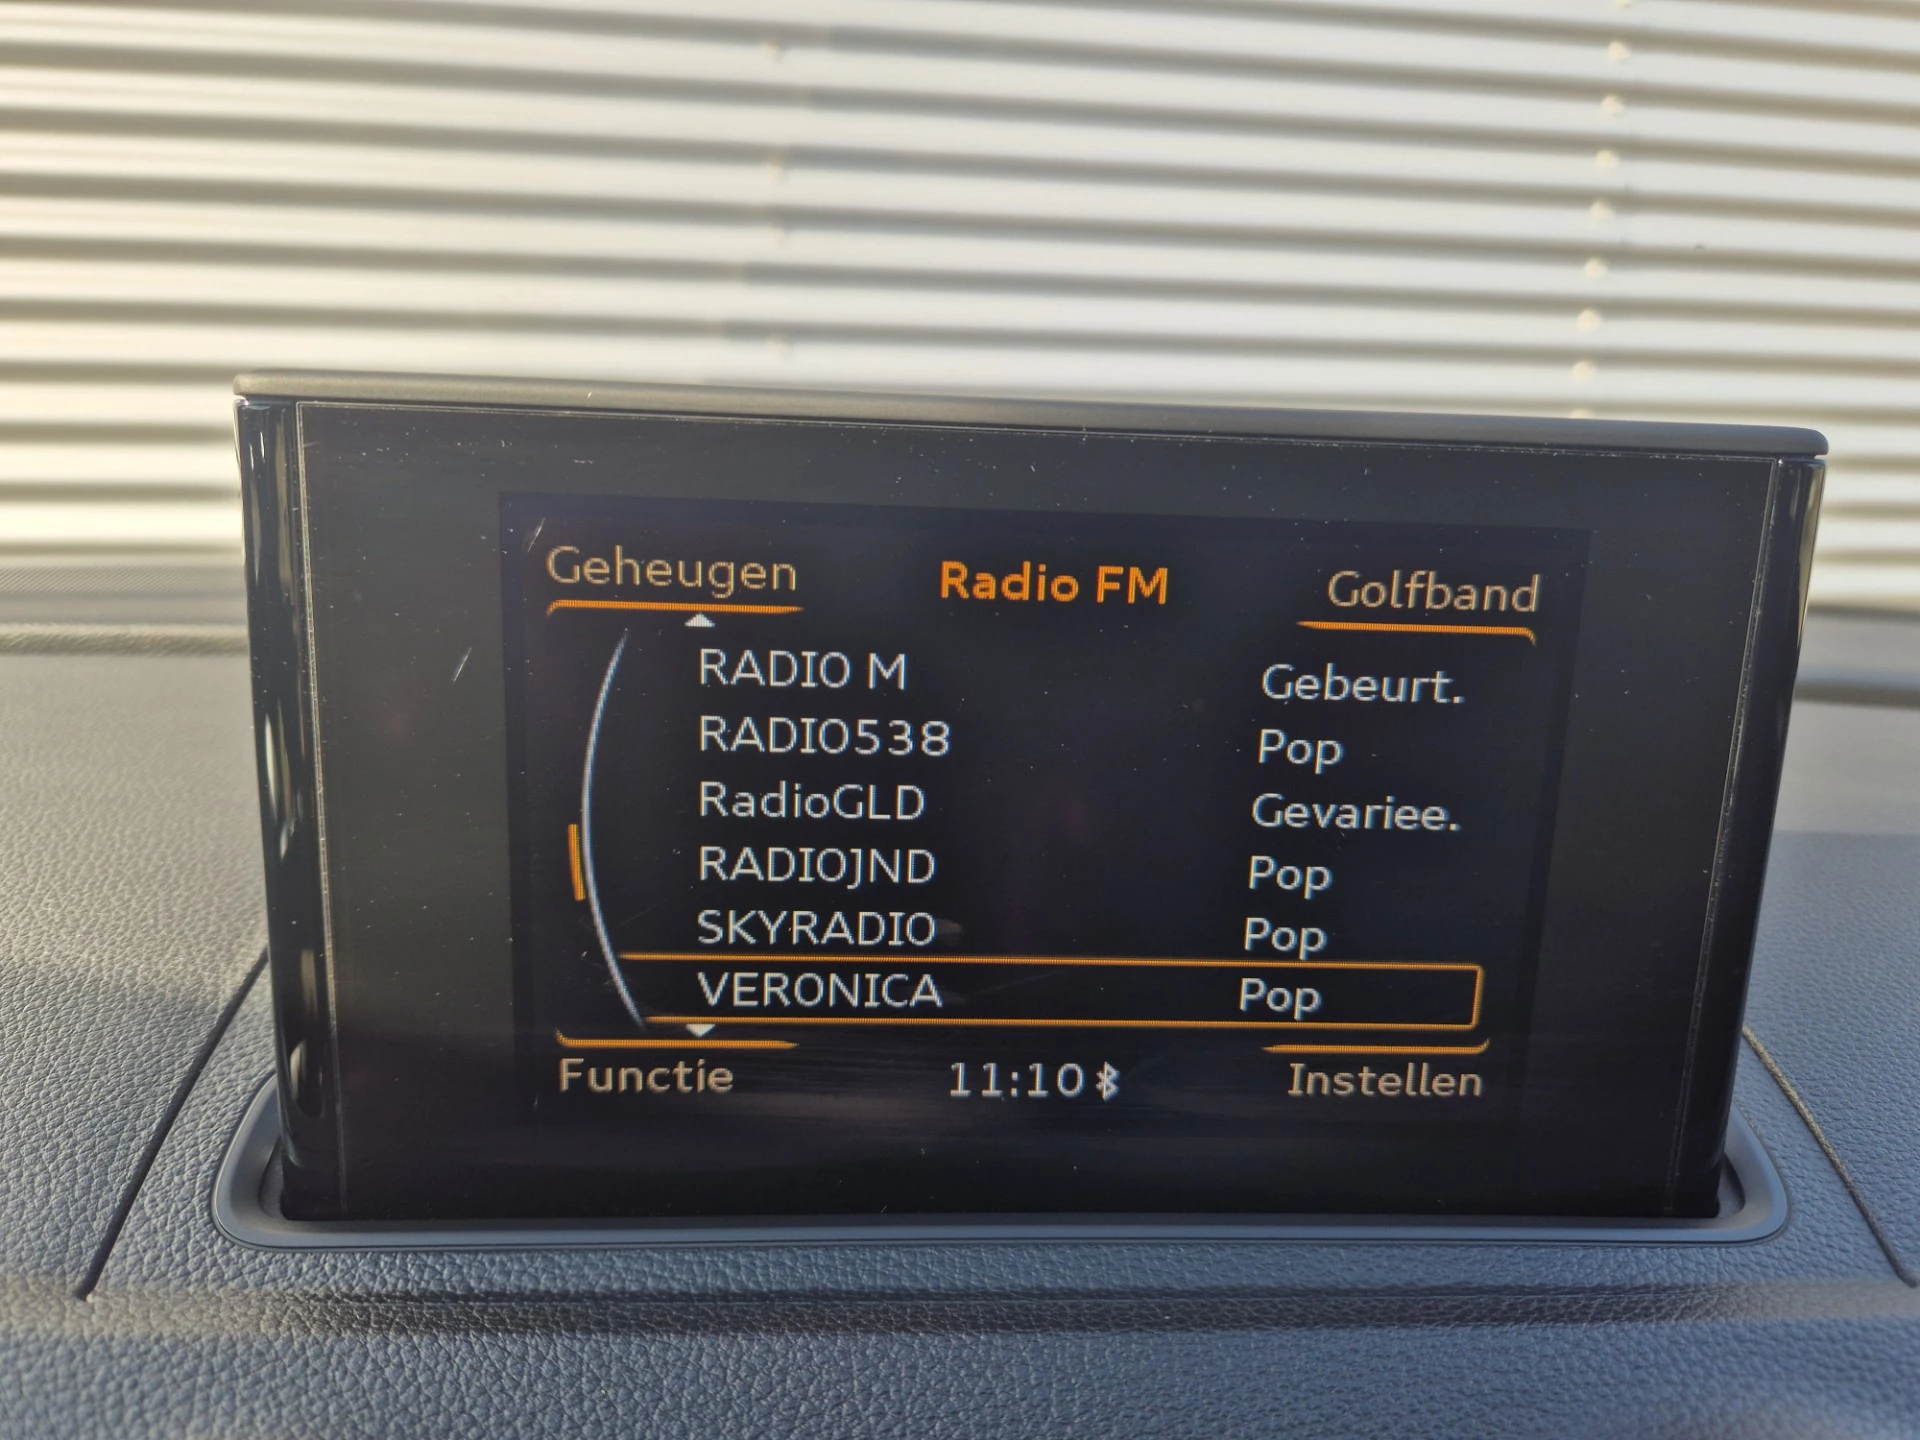 Geheugen Radio FM Golfband
RADIO M Gebeurt.
RADIO538 Pop
RadioGLD Gevariee.
RADIOJND Pop
SKYRADIO Pop
VERONICA Pop
Functie 11:10 Instellen